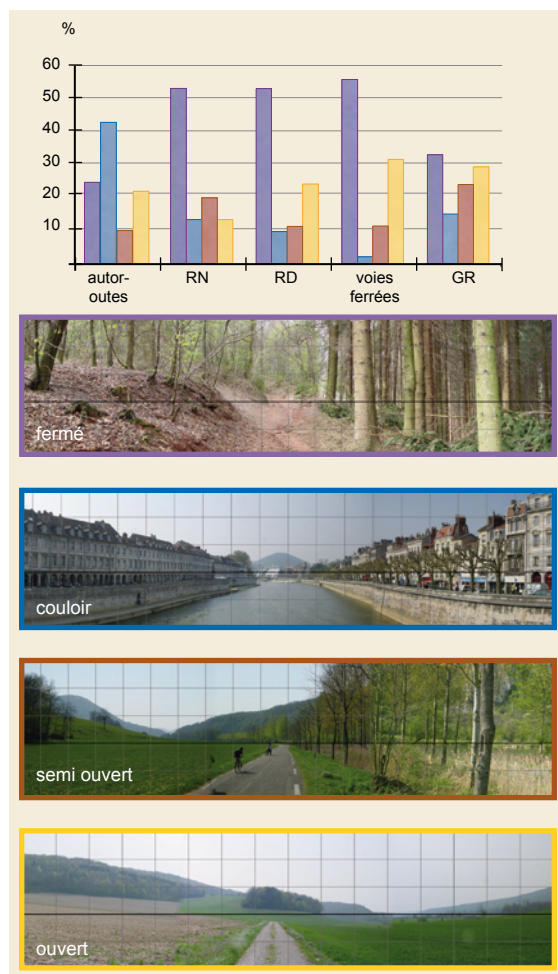 %
60
50
40
30
20
10
autor-
outes
RN
RD
voies
ferrées
GR
fermé
couloir
semi ouvert
ouvert